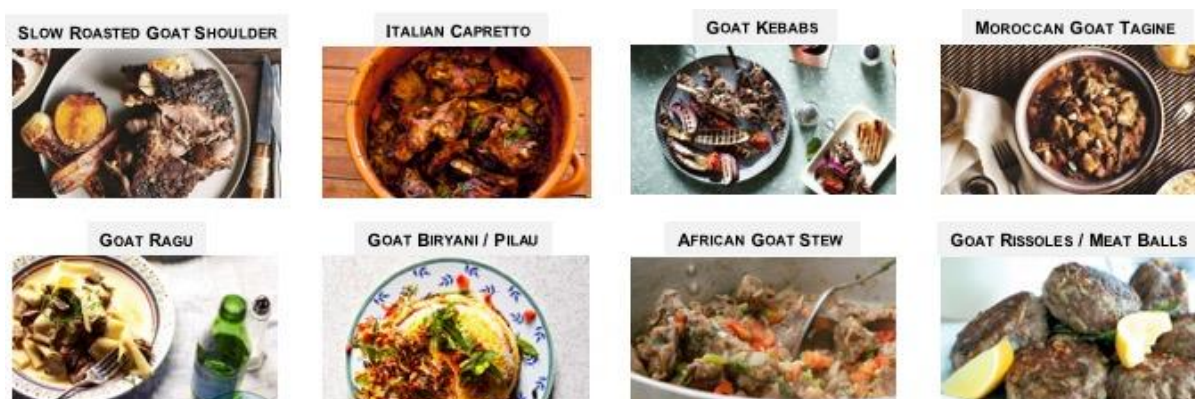 SLOW ROASTED GOAT SHOULDER
ITALIAN CAPRETTO
GOAT KEBABS
MOROCCAN GOAT TAGINE
GOAT RAGU
GOAT BIRYANI / PILAU
AFRICAN GOAT STEW
GOAT RISSOLES / MEAT BALLS